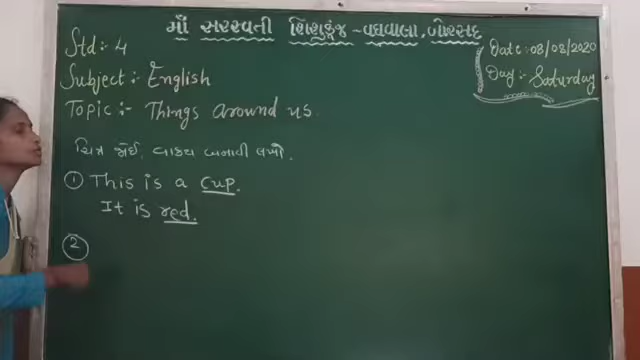 માઁ સરસ્વતી શિશુકુંજ - વઘવાલા, બોરસદ
Std:- 4
Date :- 08/08/2020
Day :- Saturday
Subject :- English
Topic :- Things around us.
ચિત્ર જોઈ, વાક્ય બનાવી લખો.
① This is a cup.
It is red.
②